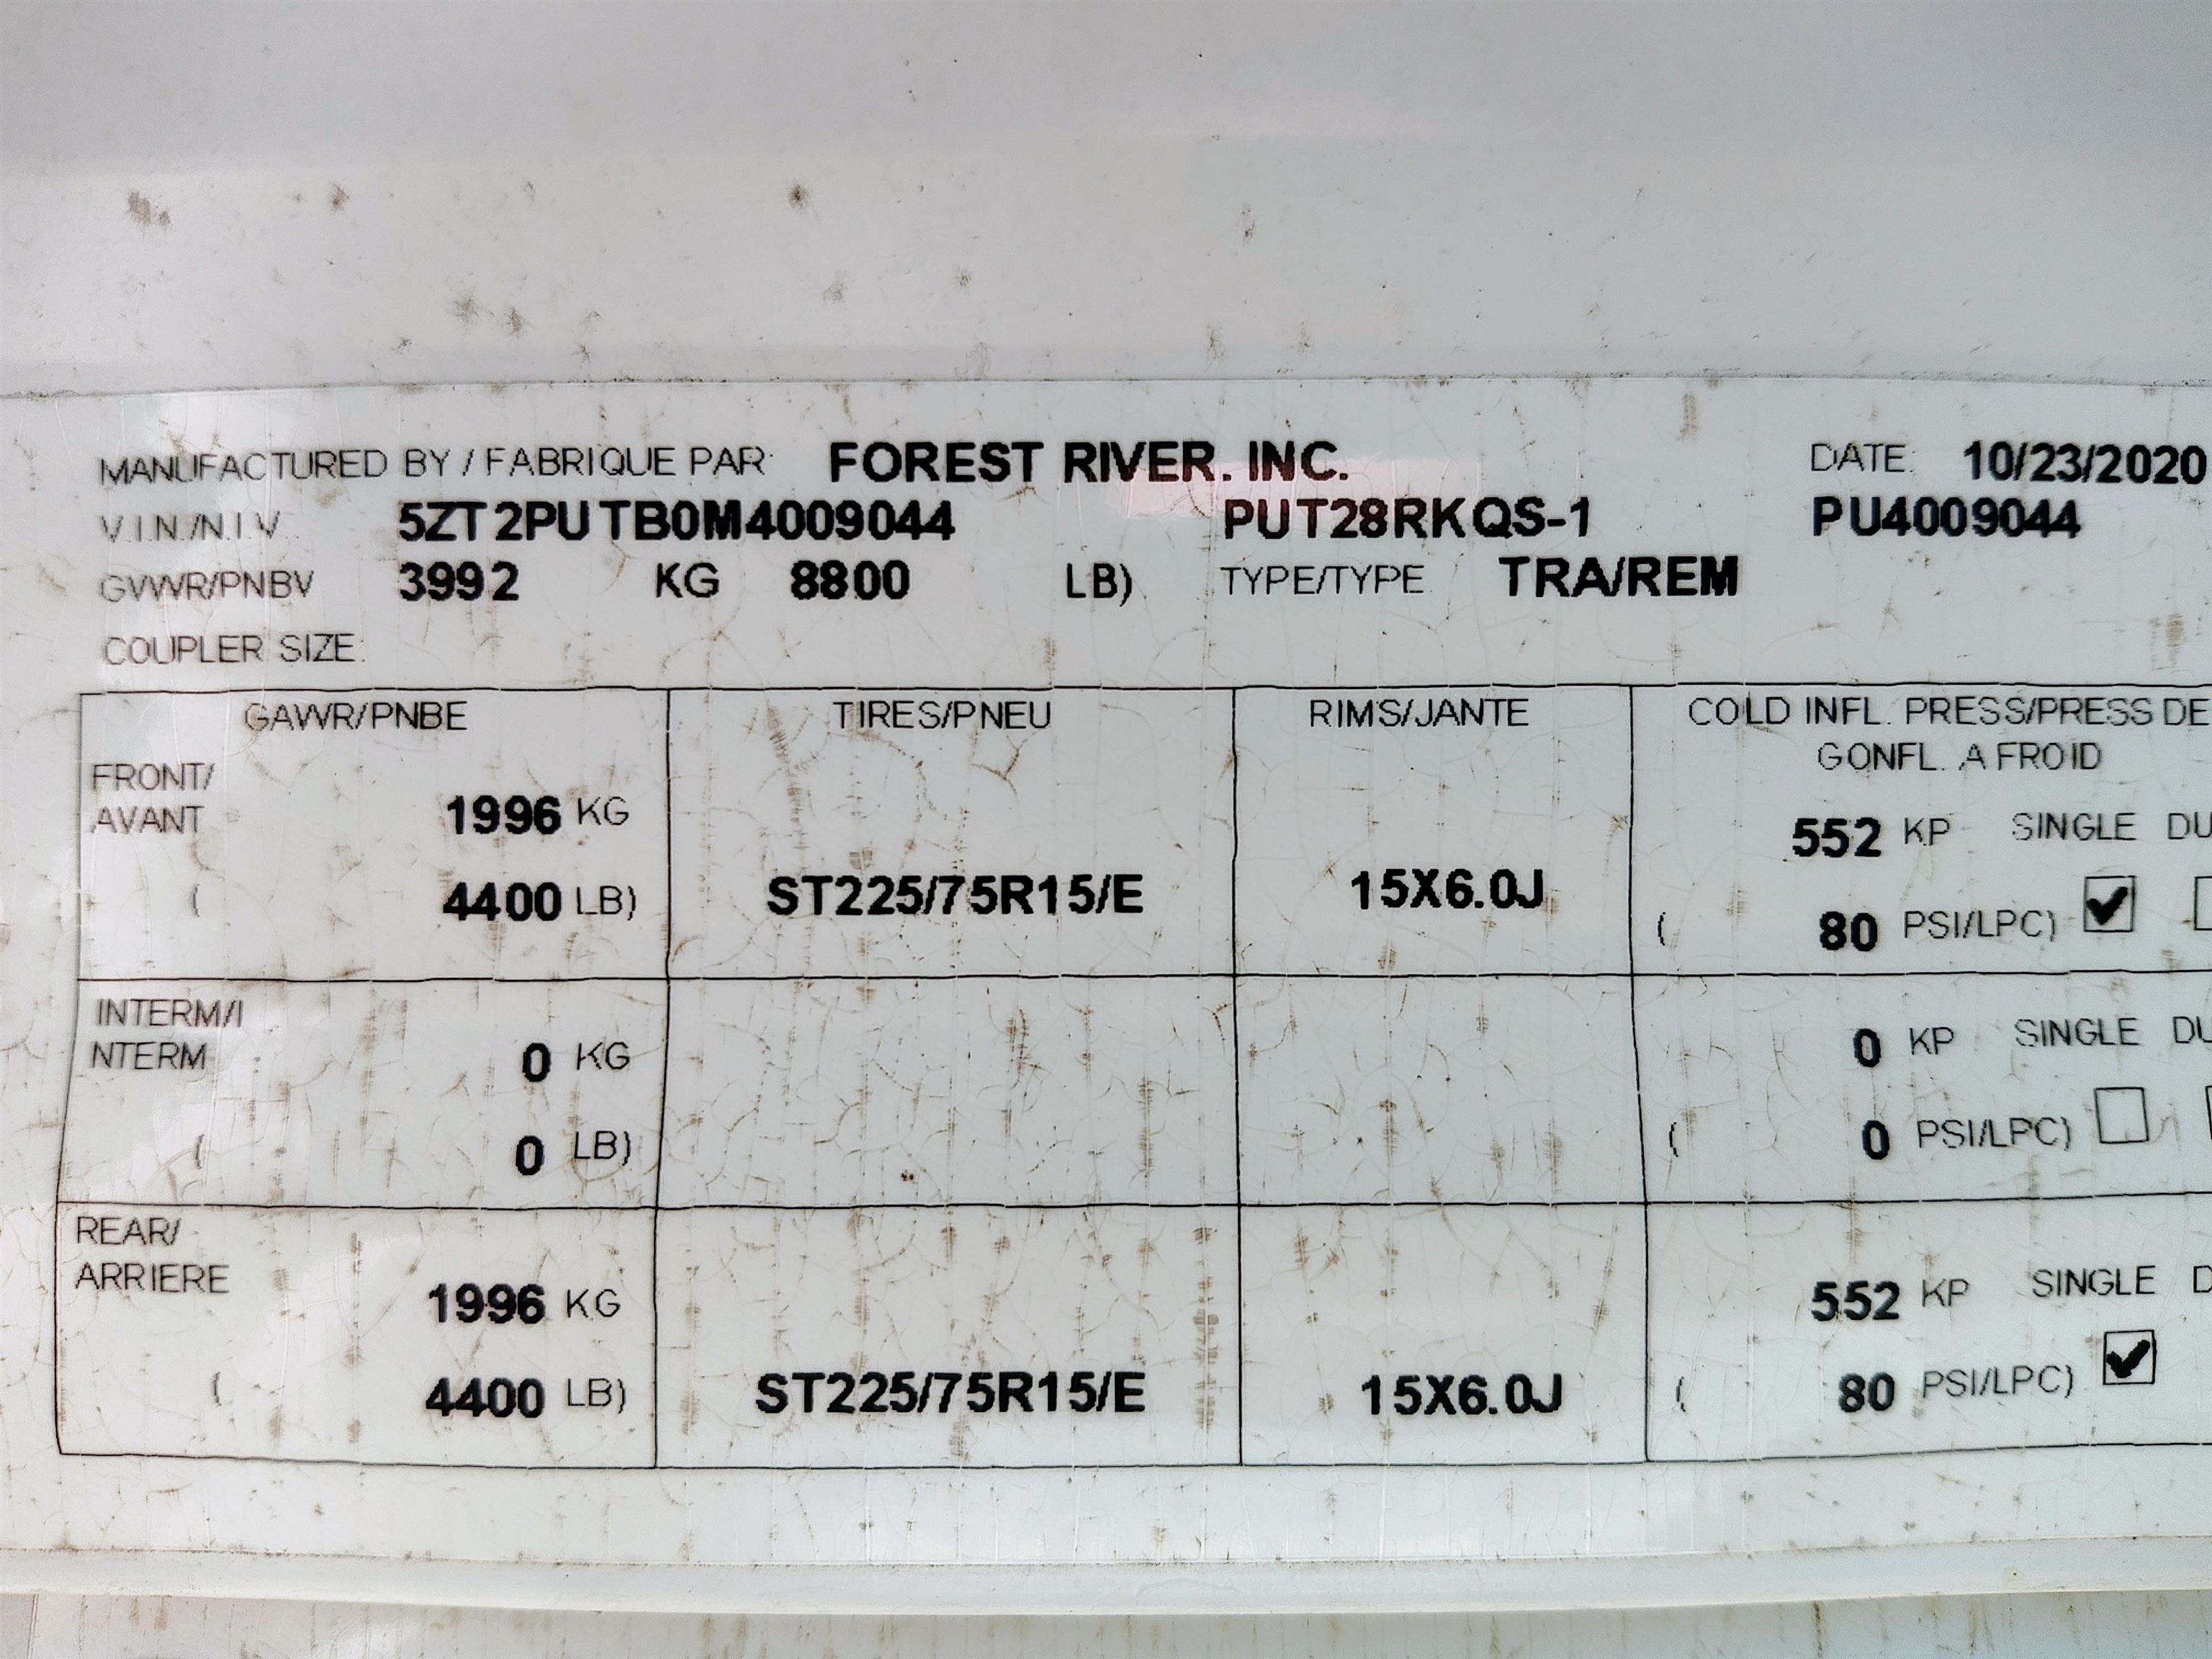 MANUFACTURED BY / FABRIQUE PAR: FOREST RIVER. INC. DATE: 10/23/2020
V.I.N./N.I.V. 5ZT2PUTB0M4009044 PUT28RKQS-1 PU4009044
GVWR/PNBV 3992 KG 8800 LB) TYPE/TYPE TRA/REM
COUPLER SIZE:
GAWR/PNBE TIRES/PNEU RIMS/JANTE COLD INFL. PRESS/PRESS DE
GONFL. A FROID
FRONT/
AVANT 1996 KG 552 KP SINGLE DU
( 4400 LB) ST225/75R15/E 15X6.0J ( 80 PSI/LPC)
INTERM/I
NTERM 0 KG 0 KP SINGLE DU
( 0 LB) ( 0 PSI/LPC)
REAR/
ARRIERE 1996 KG 552 KP SINGLE D
( 4400 LB) ST225/75R15/E 15X6.0J ( 80 PSI/LPC)